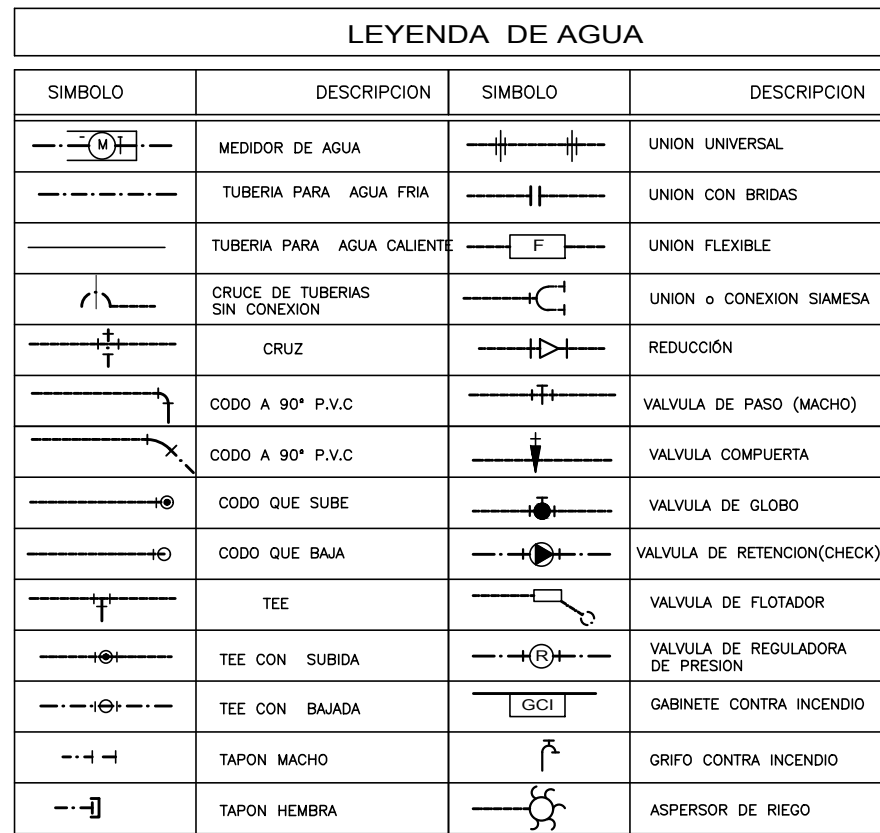 LEYENDA DE AGUA
SIMBOLO DESCRIPCION SIMBOLO DESCRIPCION
M MEDIDOR DE AGUA UNION UNIVERSAL
TUBERIA PARA AGUA FRIA UNION CON BRIDAS
TUBERIA PARA AGUA CALIENTE F UNION FLEXIBLE
CRUCE DE TUBERIAS
SIN CONEXION
UNION o CONEXION SIAMESA
CRUZ REDUCCIÓN
CODO A 90° P.V.C VALVULA DE PASO (MACHO)
CODO A 90° P.V.C VALVULA COMPUERTA
CODO QUE SUBE VALVULA DE GLOBO
CODO QUE BAJA VALVULA DE RETENCION(CHECK)
TEE VALVULA DE FLOTADOR
TEE CON SUBIDA R VALVULA DE REGULADORA
DE PRESION
TEE CON BAJADA GCI GABINETE CONTRA INCENDIO
TAPON MACHO GRIFO CONTRA INCENDIO
TAPON HEMBRA ASPERSOR DE RIEGO